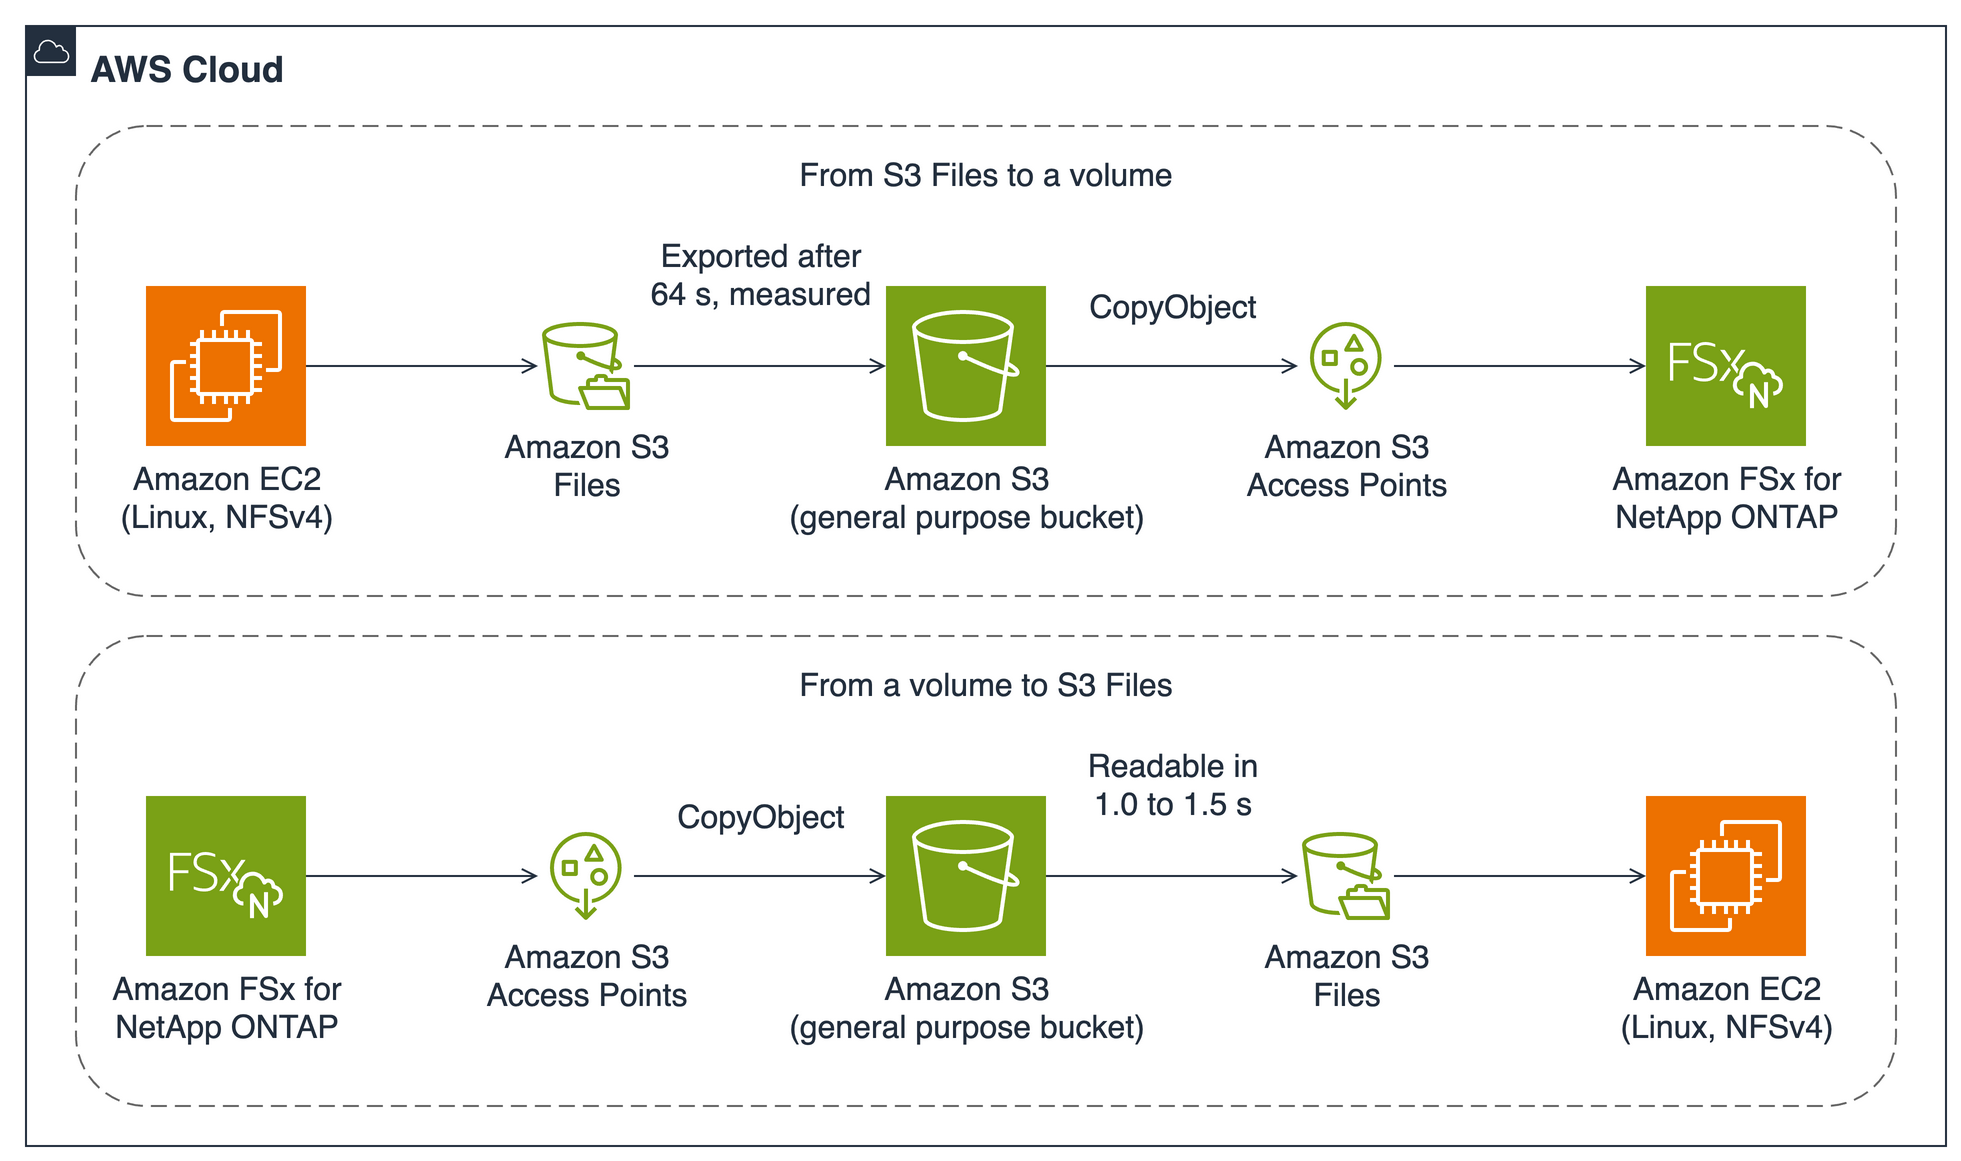 AWS Cloud
From S3 Files to a volume
Exported after
64 s, measured
CopyObject
FSx
N
Amazon EC2
(Linux, NFSv4)
Amazon S3
Files
Amazon S3
(general purpose bucket)
Amazon S3
Access Points
Amazon FSx for
NetApp ONTAP
From a volume to S3 Files
CopyObject
Readable in
1.0 to 1.5 s
FSx
N
Amazon FSx for
NetApp ONTAP
Amazon S3
Access Points
Amazon S3
(general purpose bucket)
Amazon S3
Files
Amazon EC2
(Linux, NFSv4)